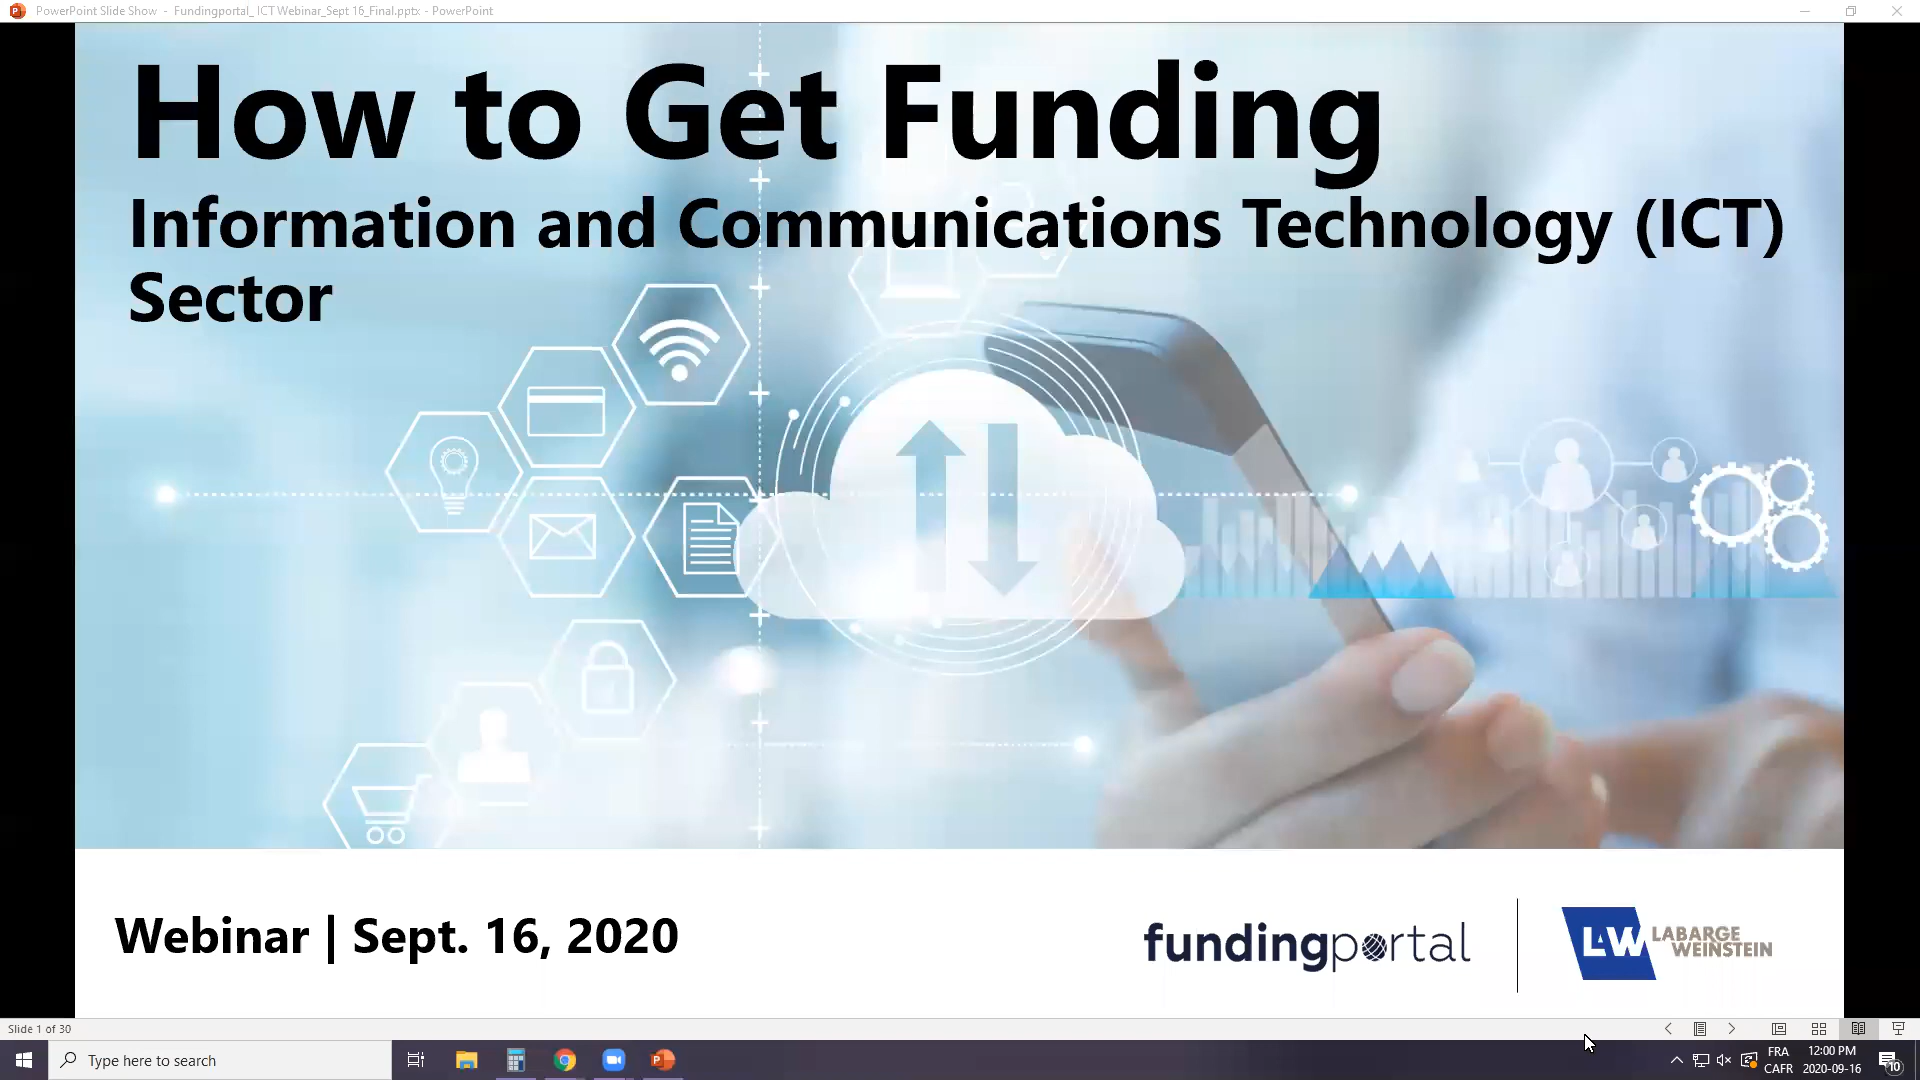 PowerPoint Slide Show - Fundingportal_ ICT Webinar_Sept 16_Final.pptx - PowerPoint
How to Get Funding
Information and Communications Technology (ICT)
Sector
Webinar | Sept. 16, 2020
fundingportal
LW LABARGE
WEINSTEIN
Slide 1 of 30
Type here to search
FRA
CAFR
12:00 PM
2020-09-16
10